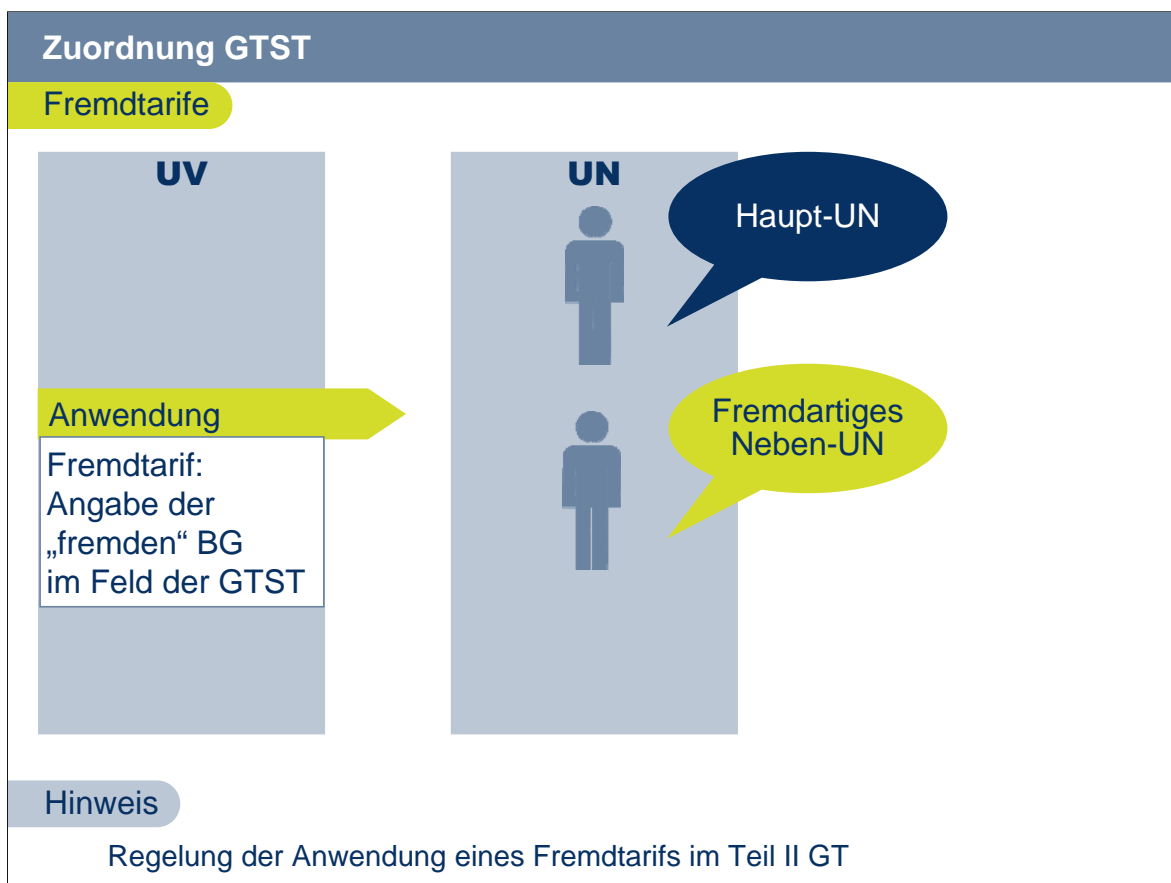 Zuordnung GTST
Fremdtarife
UV
UN
Haupt-UN
Anwendung
Fremdtarif:
Angabe der
„fremden“ BG
im Feld der GTST
Fremdartiges
Neben-UN
Hinweis
Regelung der Anwendung eines Fremdtarifs im Teil II GT